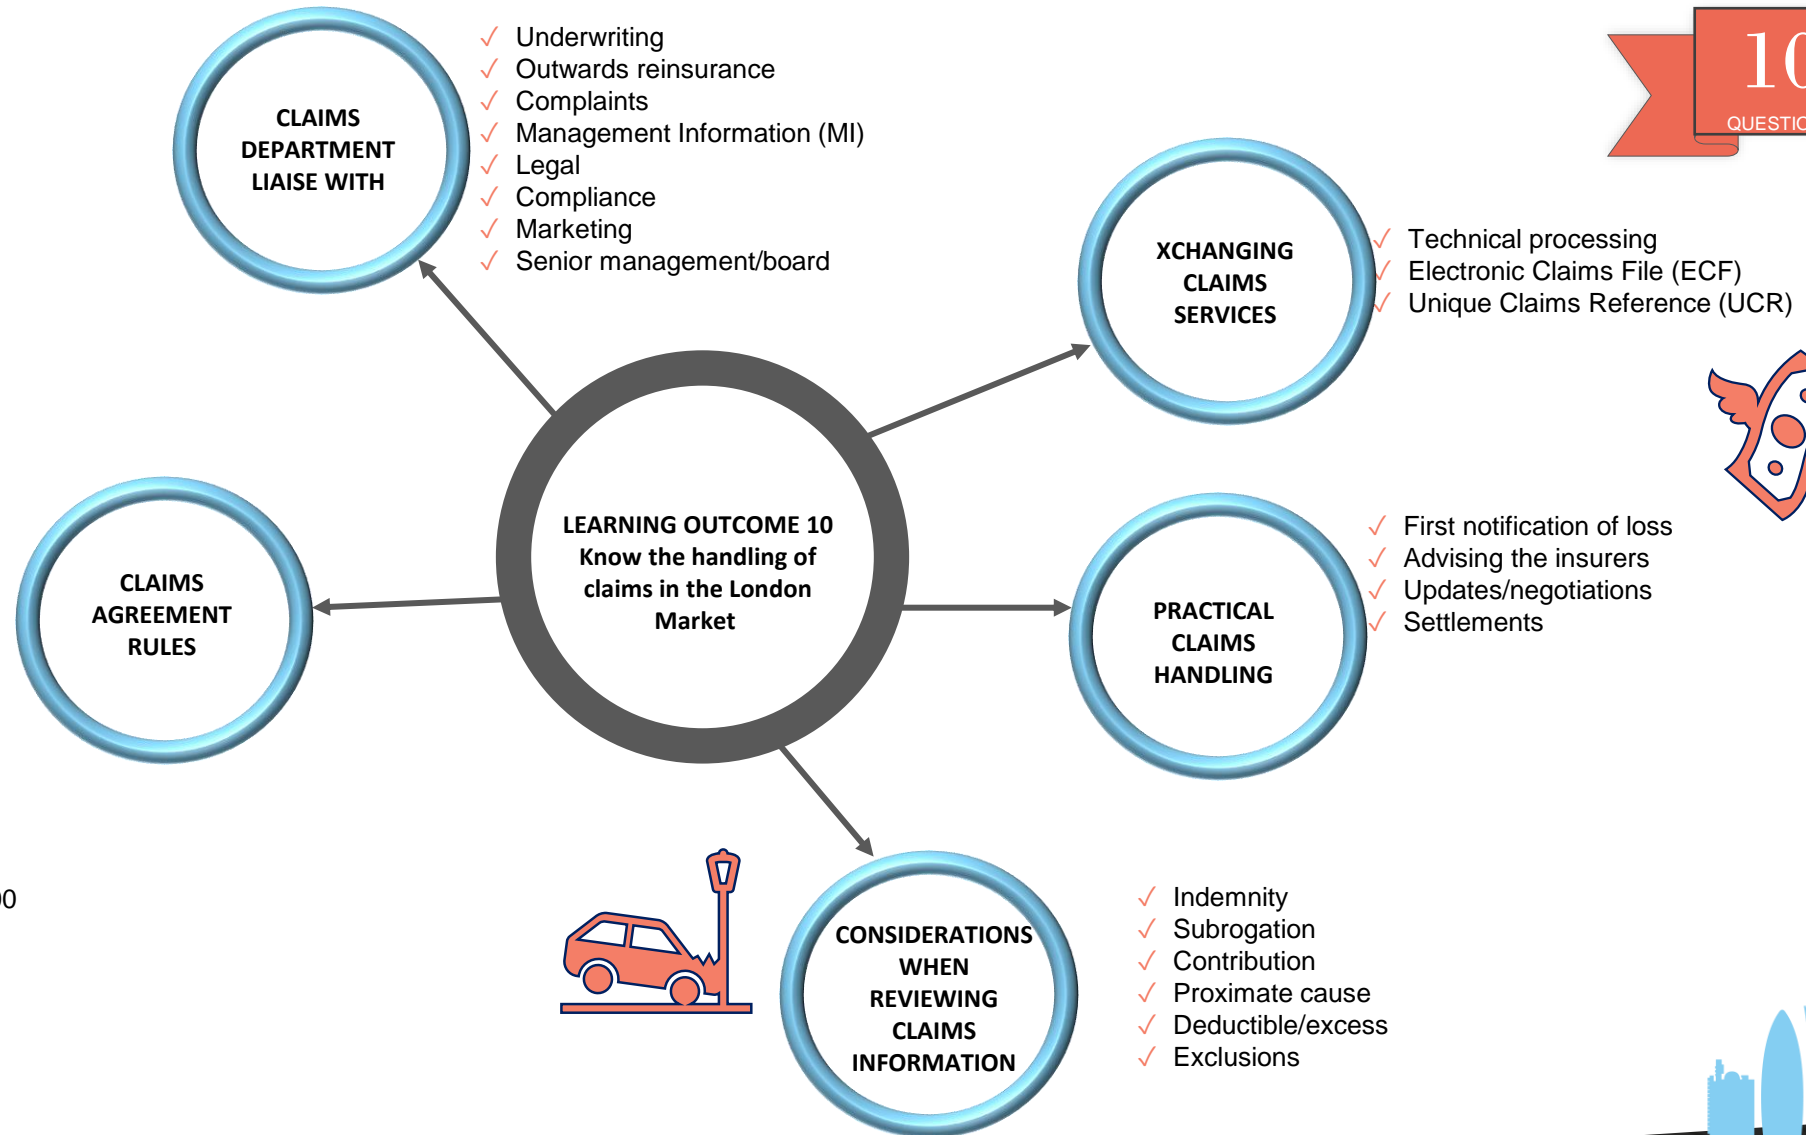 CLAIMS
DEPARTMENT
LIAISE WITH
✓ Underwriting
✓ Outwards reinsurance
✓ Complaints
✓ Management Information (MI)
✓ Legal
✓ Compliance
✓ Marketing
✓ Senior management/board
10
QUESTIO
XCHANGING
CLAIMS
SERVICES
✓ Technical processing
✓ Electronic Claims File (ECF)
✓ Unique Claims Reference (UCR)
LEARNING OUTCOME 10
Know the handling of
claims in the London
Market
CLAIMS
AGREEMENT
RULES
PRACTICAL
CLAIMS
HANDLING
✓ First notification of loss
✓ Advising the insurers
✓ Updates/negotiations
✓ Settlements
CONSIDERATIONS
WHEN
REVIEWING
CLAIMS
INFORMATION
✓ Indemnity
✓ Subrogation
✓ Contribution
✓ Proximate cause
✓ Deductible/excess
✓ Exclusions